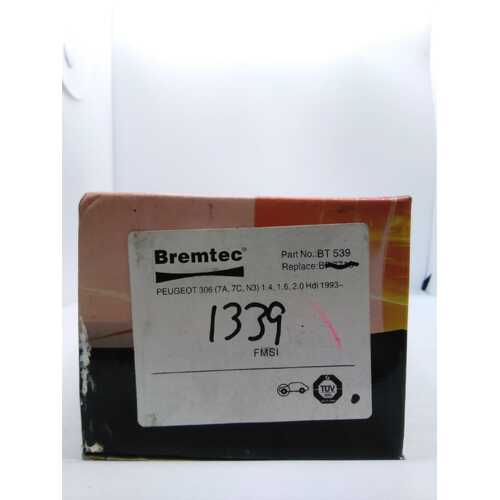 Bremtec®
Part No.:BT 539
Replace:
PEUGEOT 306 (7A, 7C, N3) 1.4, 1.6, 2.0 Hdi 1993-
1339
FMSI
TÜV